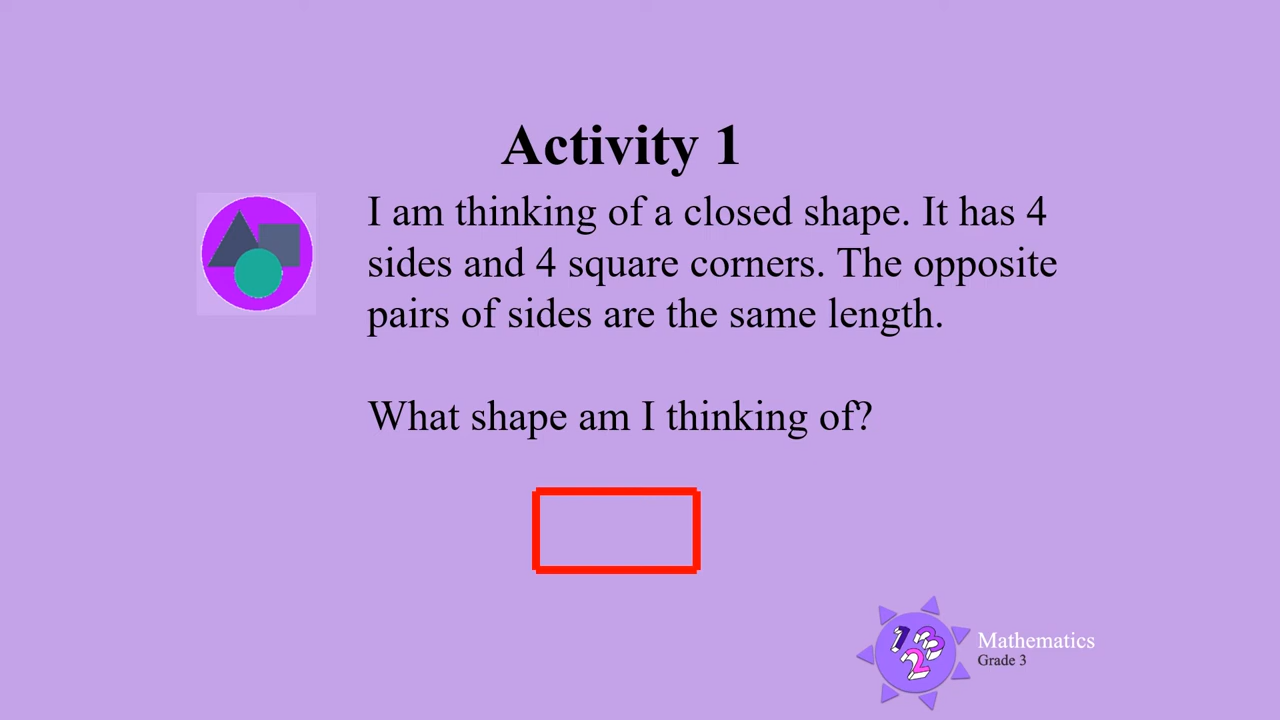 Activity 1
I am thinking of a closed shape. It has 4
sides and 4 square corners. The opposite
pairs of sides are the same length.
What shape am I thinking of?
123
Mathematics
Grade 3